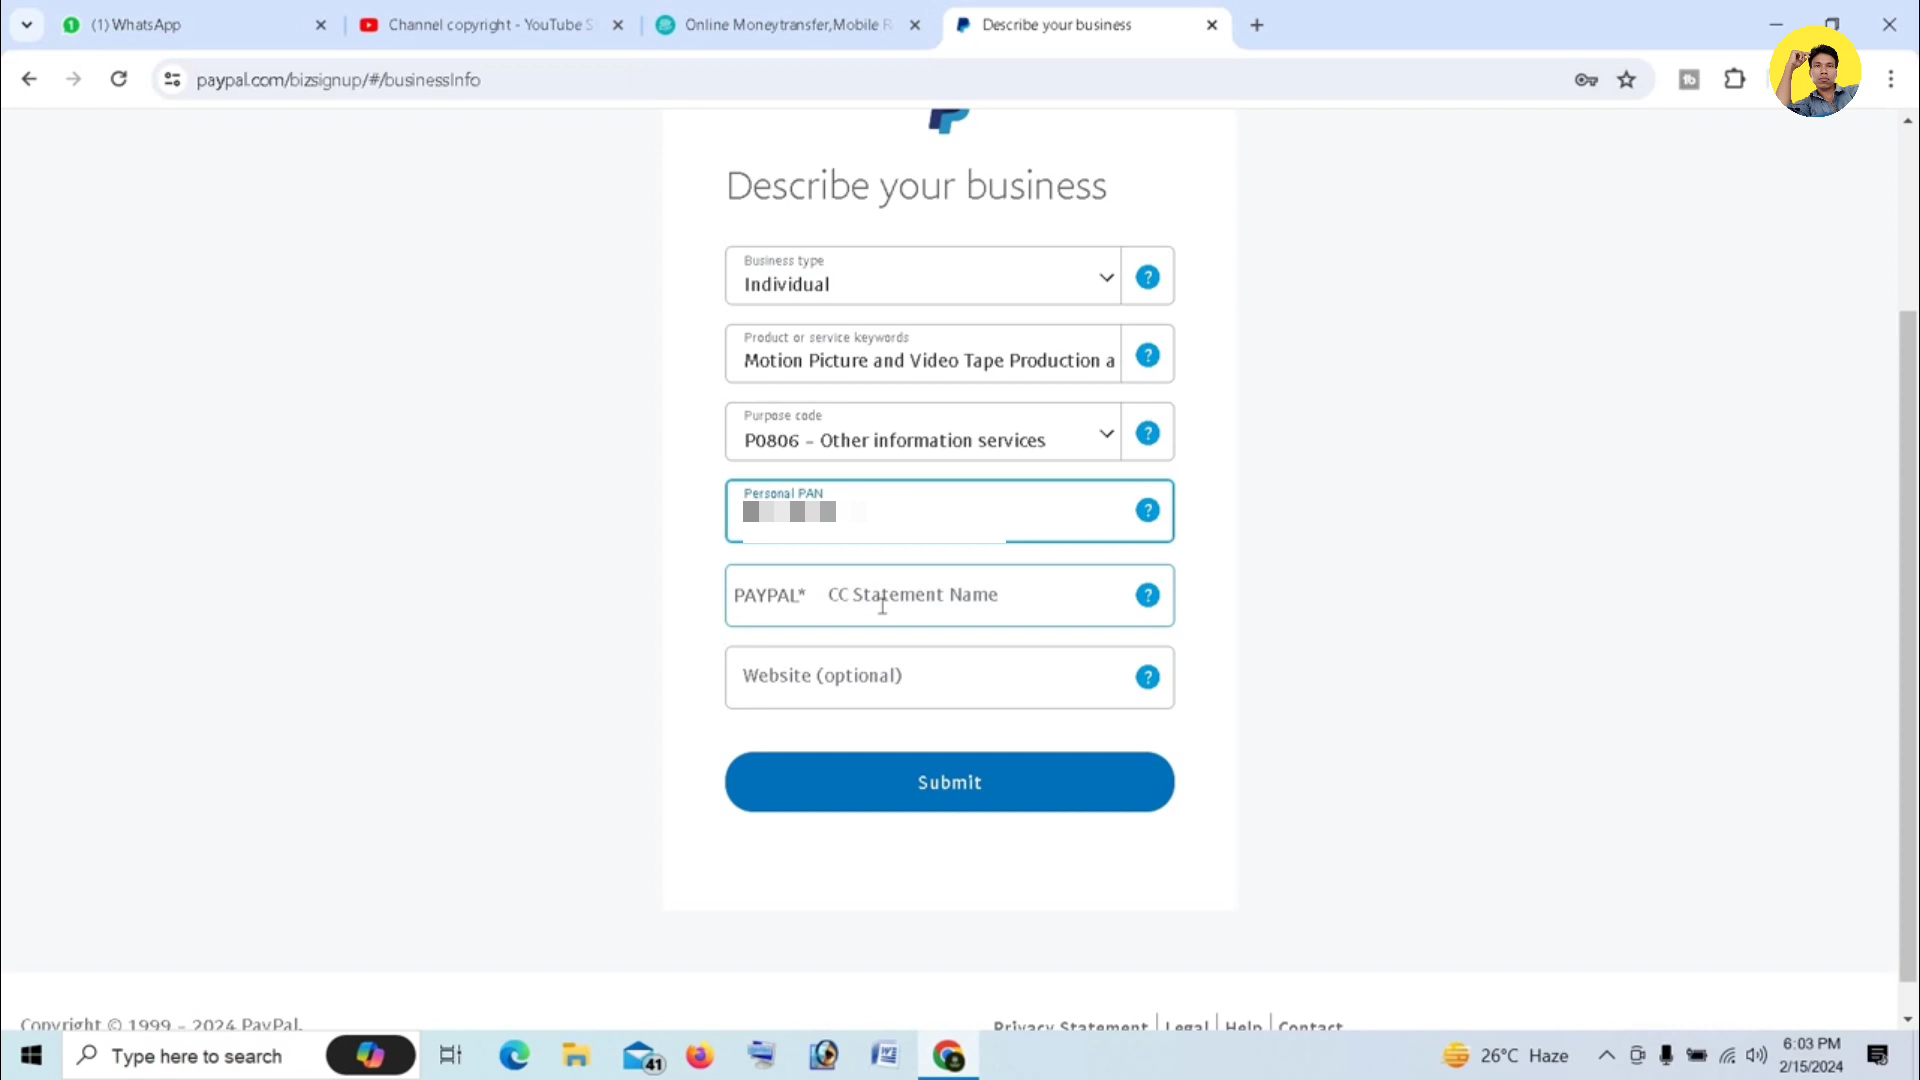 (1) WhatsApp
Channel copyright - YouTube S
Online Moneytransfer,Mobile R
Describe your business
paypal.com/bizsignup/#/businessInfo
Describe your business
Business type
Individual
?
Product or service keywords
Motion Picture and Video Tape Production a
?
Purpose code
P0806 - Other information services
?
Personal PAN
?
PAYPAL* CC Statement Name
?
Website (optional)
?
Submit
Copyright © 1999 - 2024 PayPal.
Privacy Statement | Legal | Help | Contact
Type here to search
41
26°C Haze
6:03 PM
2/15/2024